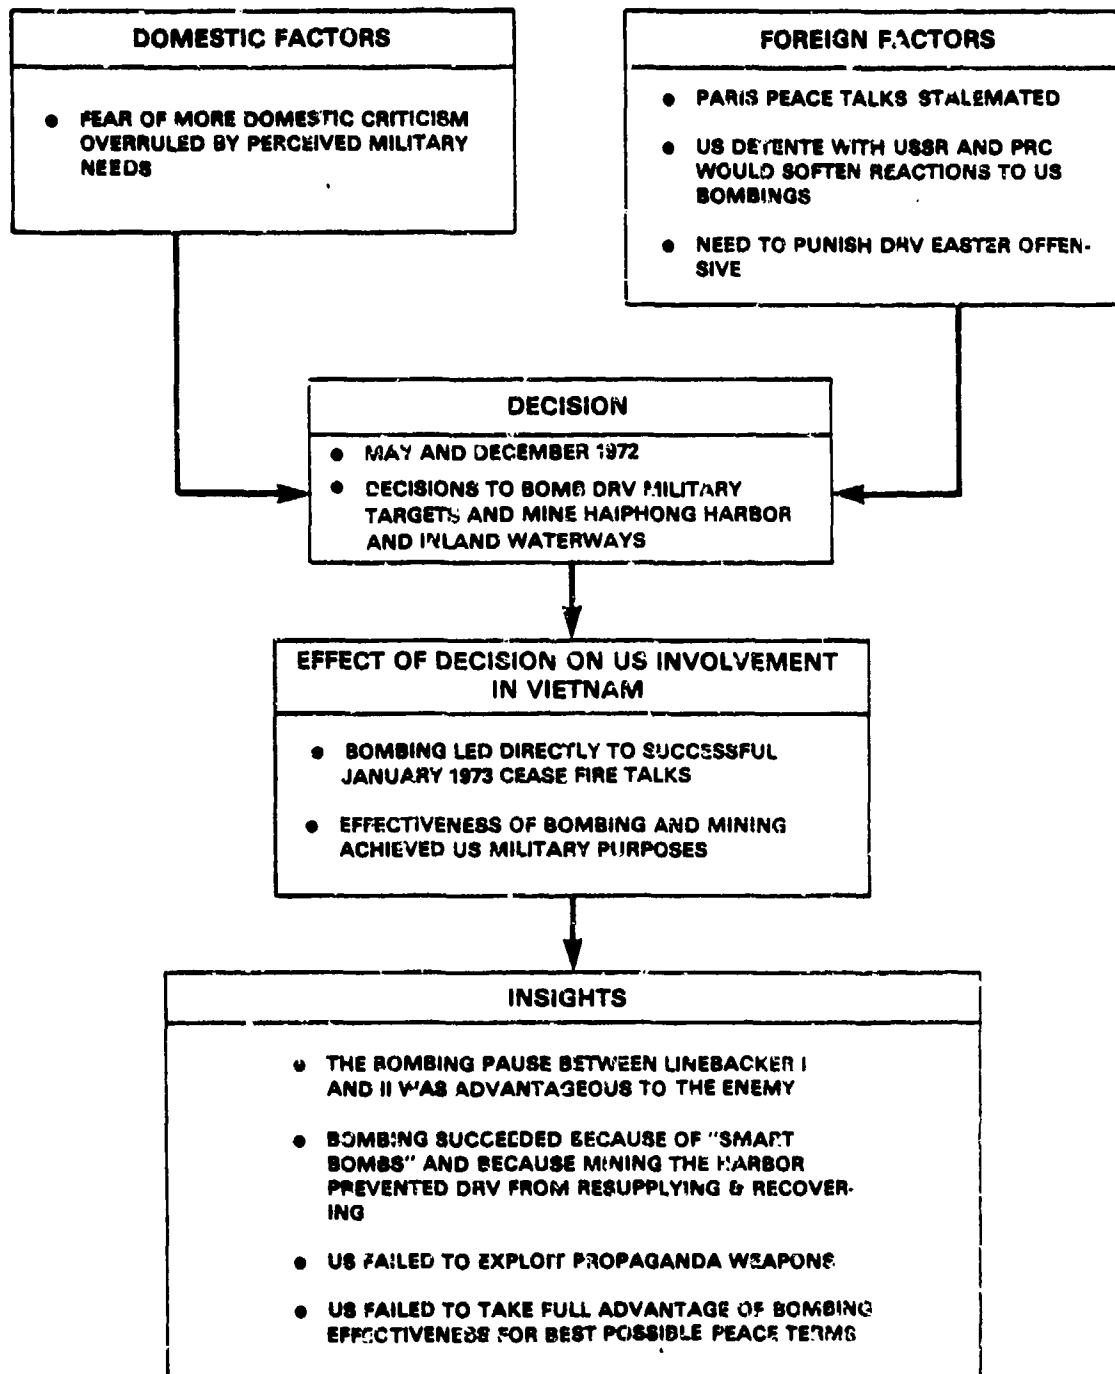 DOMESTIC FACTORS
● FEAR OF MORE DOMESTIC CRITICISM
OVERRULED BY PERCEIVED MILITARY
NEEDS
FOREIGN FACTORS
● PARIS PEACE TALKS STALEMATED
● US DETENTE WITH USSR AND PRC
WOULD SOFTEN REACTIONS TO US
BOMBINGS
● NEED TO PUNISH DRV EASTER OFFEN-
SIVE
DECISION
● MAY AND DECEMBER 1972
● DECISIONS TO BOMB DRV MILITARY
TARGETS AND MINE HAIPHONG HARBOR
AND INLAND WATERWAYS
EFFECT OF DECISION ON US INVOLVEMENT
IN VIETNAM
● BOMBING LED DIRECTLY TO SUCCESSFUL
JANUARY 1973 CEASE FIRE TALKS
● EFFECTIVENESS OF BOMBING AND MINING
ACHIEVED US MILITARY PURPOSES
INSIGHTS
● THE BOMBING PAUSE BETWEEN LINEBACKER I
AND II WAS ADVANTAGEOUS TO THE ENEMY
● BOMBING SUCCEEDED BECAUSE OF "SMART
BOMBS" AND BECAUSE MINING THE HARBOR
PREVENTED DRV FROM RESUPPLYING & RECOVER-
ING
● US FAILED TO EXPLOIT PROPAGANDA WEAPONS
● US FAILED TO TAKE FULL ADVANTAGE OF BOMBING
EFFECTIVENESS FOR BEST POSSIBLE PEACE TERMS